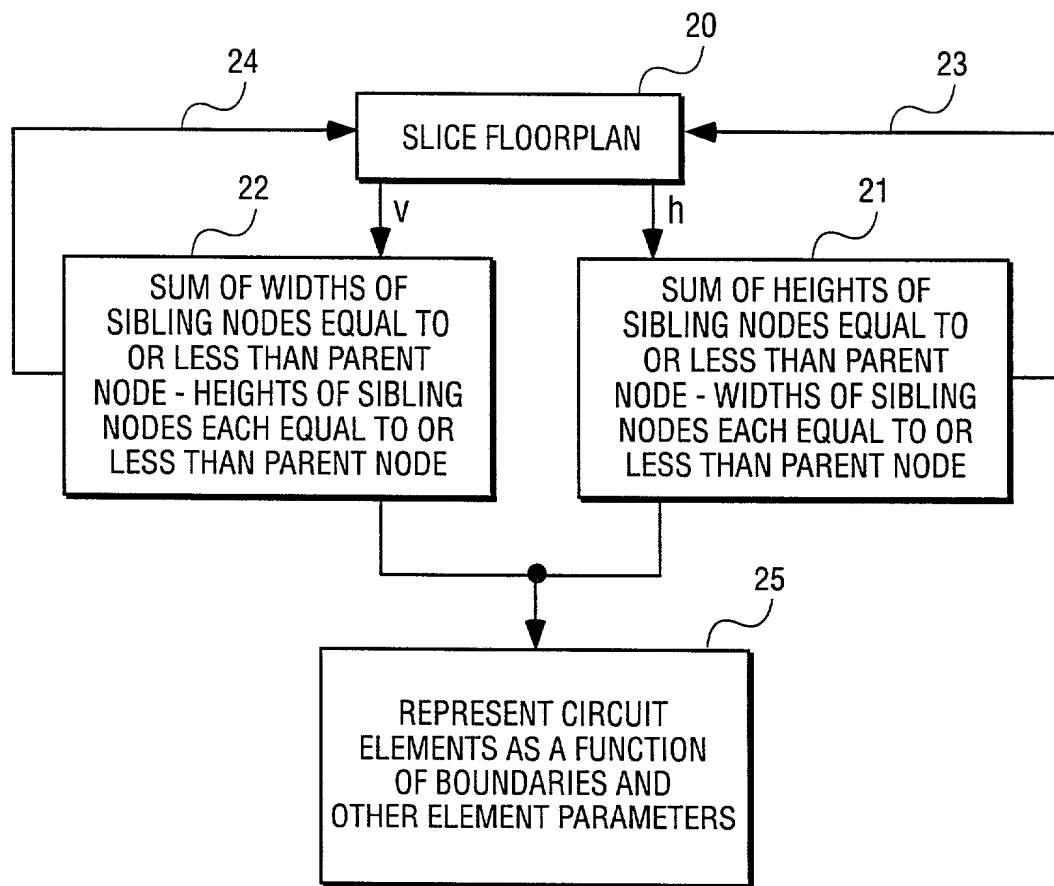 20
24
23
SLICE FLOORPLAN
22
v
h
21
SUM OF WIDTHS OF
SIBLING NODES EQUAL TO
OR LESS THAN PARENT
NODE - HEIGHTS OF SIBLING
NODES EACH EQUAL TO OR
LESS THAN PARENT NODE
SUM OF HEIGHTS OF
SIBLING NODES EQUAL TO
OR LESS THAN PARENT
NODE - WIDTHS OF SIBLING
NODES EACH EQUAL TO OR
LESS THAN PARENT NODE
25
REPRESENT CIRCUIT
ELEMENTS AS A FUNCTION
OF BOUNDARIES AND
OTHER ELEMENT PARAMETERS